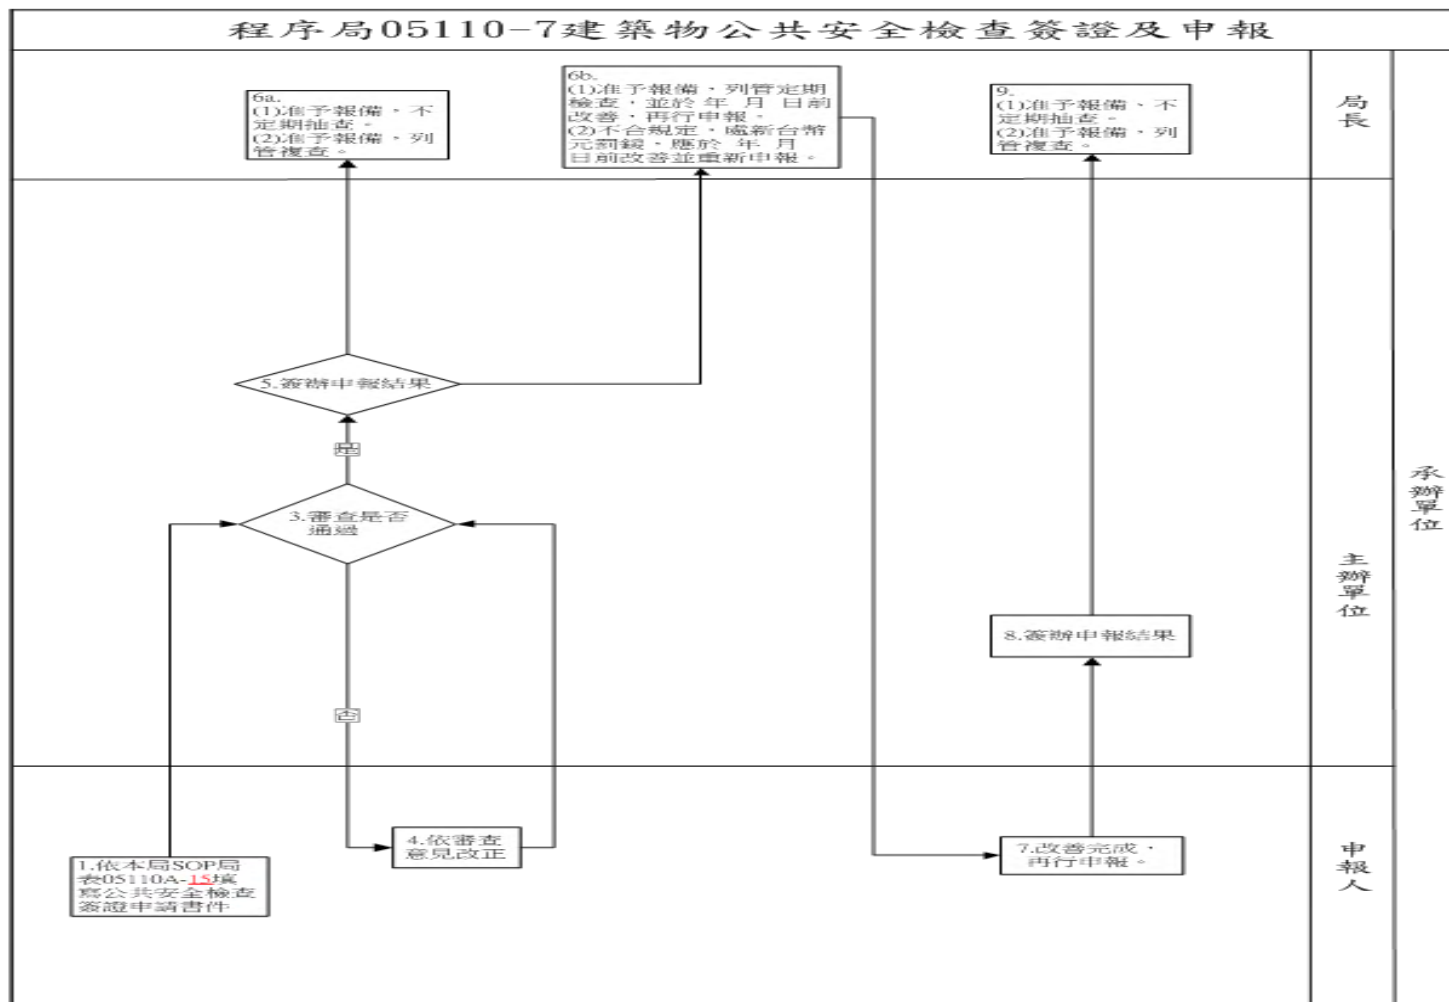 程序局05110-7建築物公共安全檢查簽證及申報
6a.
(1)准予報備、不
定期抽查。
(2)准予報備、列
管複查。
6b.
(1)准予報備、列管定期
檢查，並於 年 月 日前
改善，再行申報。
(2)不合規定，處新台幣
元罰鍰，應於 年 月
日前改善並重新申報。
9.
(1)准予報備、不
定期抽查。
(2)准予報備、列
管複查。
局長
5.簽辦申報結果
是
3.審查是否
通過
否
8.簽辦申報結果
主辦單位
承辦單位
1.依本局SOP局
表05110A-15填
寫公共安全檢查
簽證申請書件
4.依審查
意見改正
7.改善完成，
再行申報。
申報人